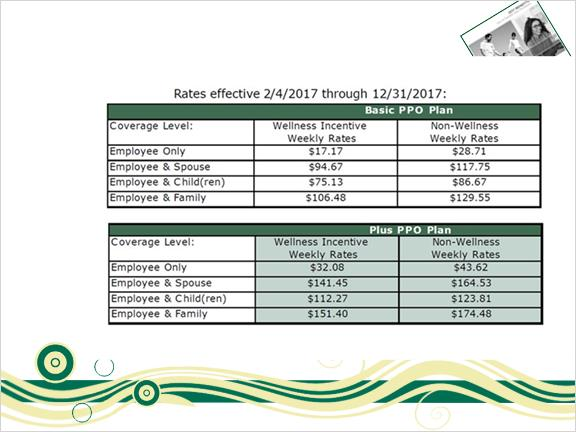 Rates effective 2/4/2017 through 12/31/2017:
Basic PPO Plan
Coverage Level: Wellness Incentive Weekly Rates Non-Wellness Weekly Rates
Employee Only $17.17 $28.71
Employee & Spouse $94.67 $117.75
Employee & Child(ren) $75.13 $86.67
Employee & Family $106.48 $129.55
Plus PPO Plan
Coverage Level: Wellness Incentive Weekly Rates Non-Wellness Weekly Rates
Employee Only $32.08 $43.62
Employee & Spouse $141.45 $164.53
Employee & Child(ren) $112.27 $123.81
Employee & Family $151.40 $174.48